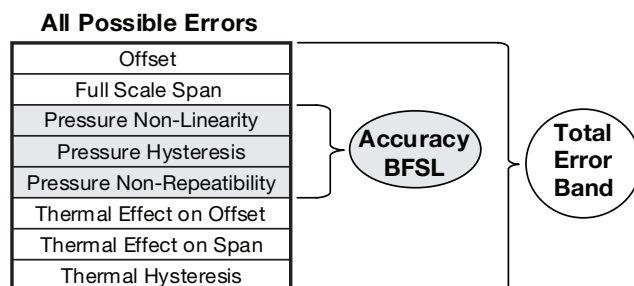 All Possible Errors
Offset
Full Scale Span
Pressure Non-Linearity
Pressure Hysteresis
Pressure Non-Repeatibility
Thermal Effect on Offset
Thermal Effect on Span
Thermal Hysteresis
Accuracy
BFSL
Total
Error
Band